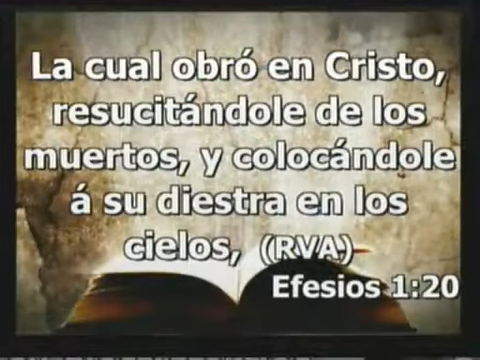 La cual obró en Cristo,
resucitándole de los
muertos, y colocándole
á su diestra en los
cielos, (RVA)
Efesios 1:20